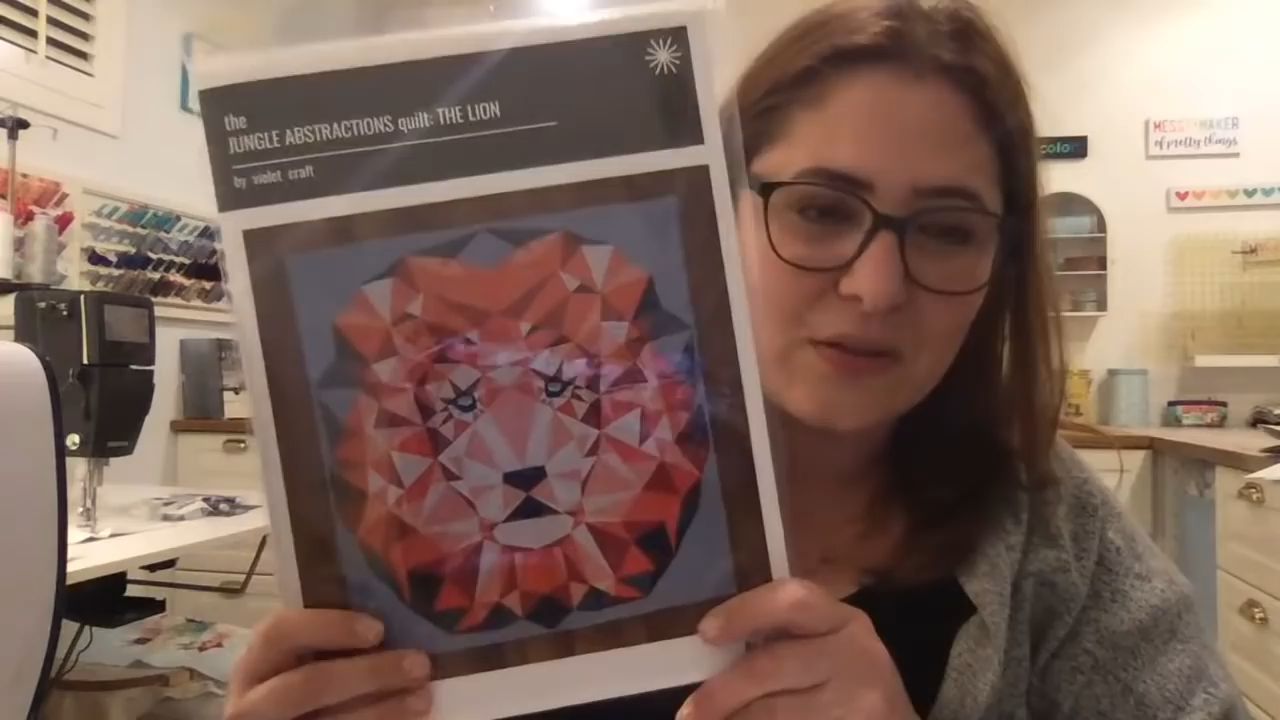 the
JUNGLE ABSTRACTIONS quilt: THE LION
by violet craft
color
MESSY MAKER
of pretty things